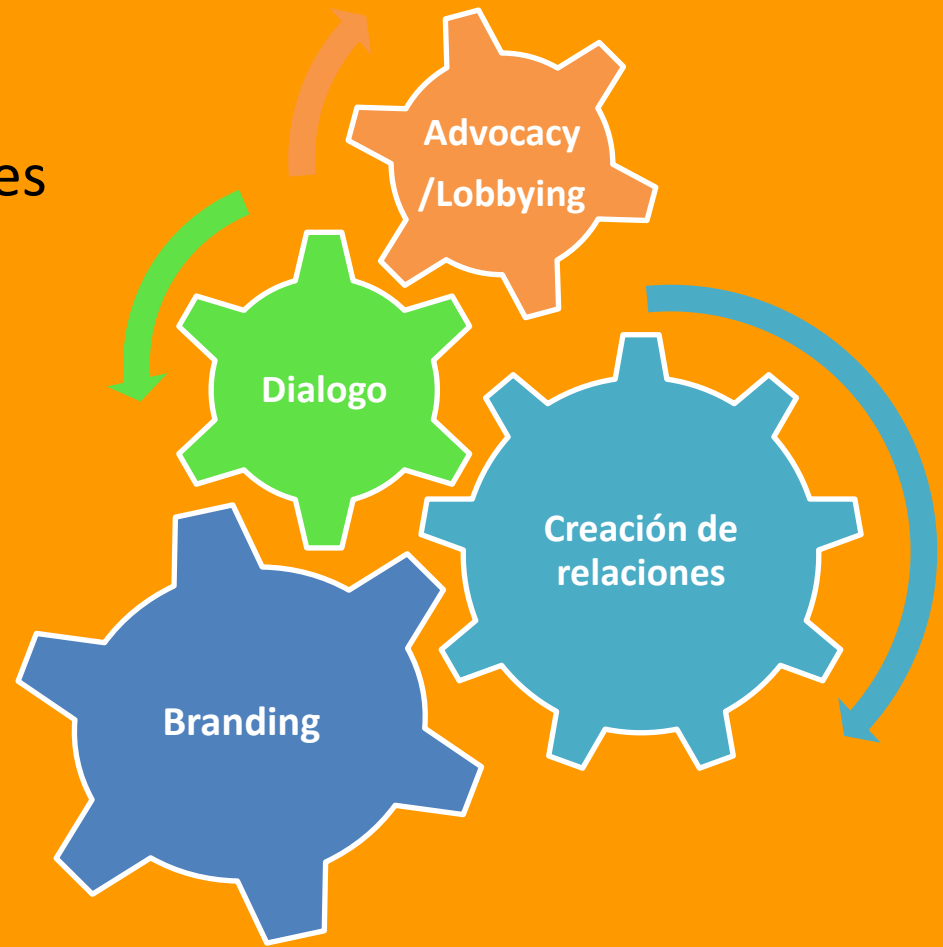 es
Advocacy
/Lobbying
Dialogo
Creación de
relaciones
Branding